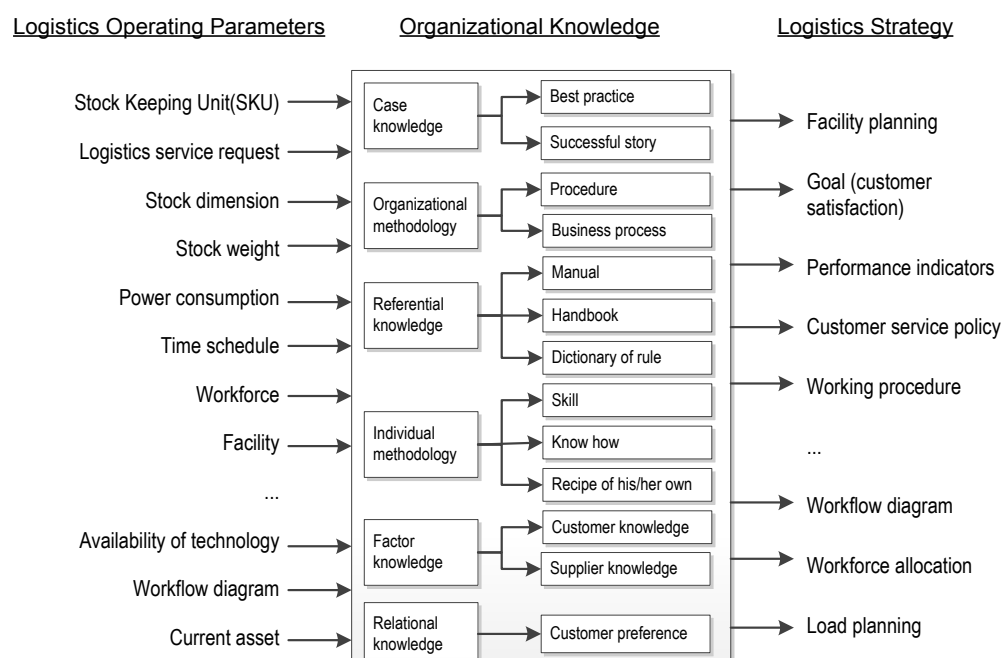 Logistics Operating Parameters
Organizational Knowledge
Logistics Strategy
Stock Keeping Unit(SKU)
Logistics service request
Stock dimension
Stock weight
Power consumption
Time schedule
Workforce
Facility
...
Availability of technology
Workflow diagram
Current asset
Case
knowledge
Best practice
Successful story
Organizational
methodology
Procedure
Business process
Referential
knowledge
Manual
Handbook
Dictionary of rule
Individual
methodology
Skill
Know how
Recipe of his/her own
Factor
knowledge
Customer knowledge
Supplier knowledge
Relational
knowledge
Customer preference
Facility planning
Goal (customer
satisfaction)
Performance indicators
Customer service policy
Working procedure
...
Workflow diagram
Workforce allocation
Load planning